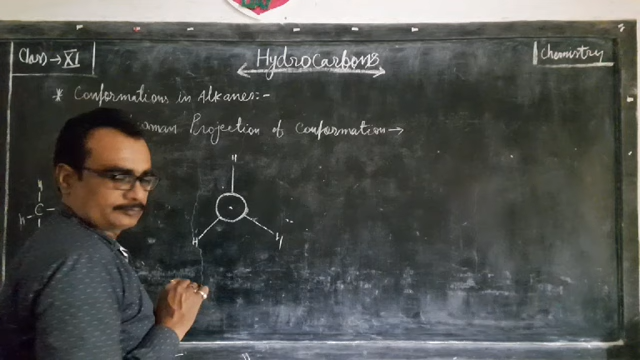 Class → XI
Hydrocarbons
Chemistry
* Conformations in Alkanes:-
Projection of Conformation →
H
H
C
H
H
H